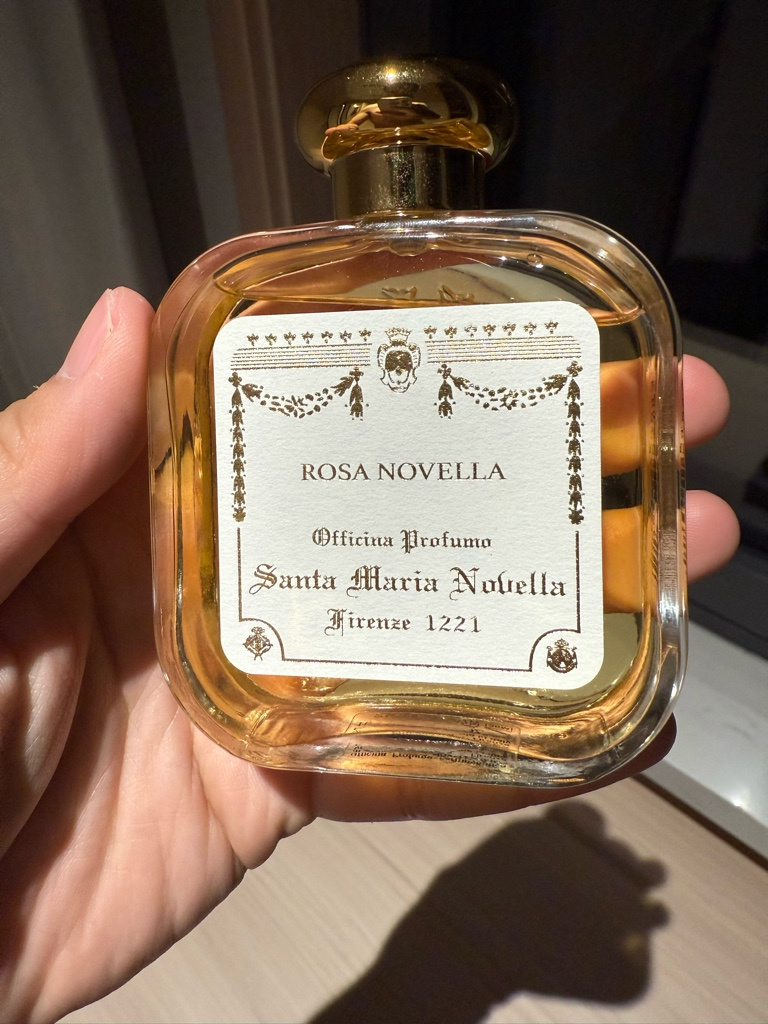 ROSA NOVELLA
Officina Profumo
Santa Maria Novella
Firenze 1221